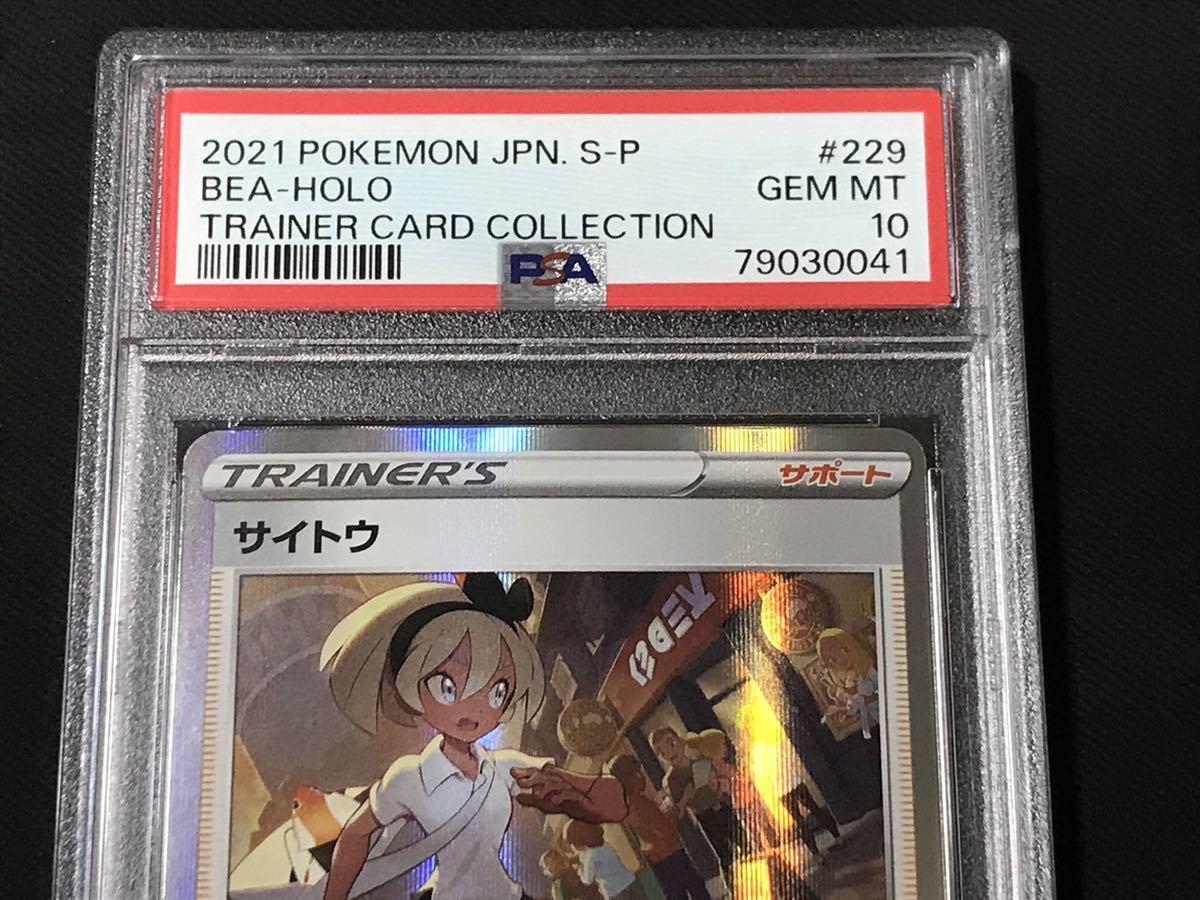 2021 POKEMON JPN. S-P #229
BEA-HOLO GEM MT
TRAINER CARD COLLECTION 10
PSA 79030041
TRAINER'S サポート
サイトウ